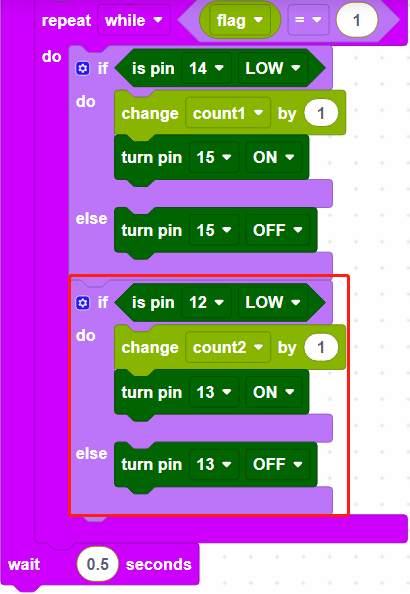 repeat while flag = 1
do
if is pin 14 LOW
do
change count1 by 1
turn pin 15 ON
else
turn pin 15 OFF
if is pin 12 LOW
do
change count2 by 1
turn pin 13 ON
else
turn pin 13 OFF
wait 0.5 seconds